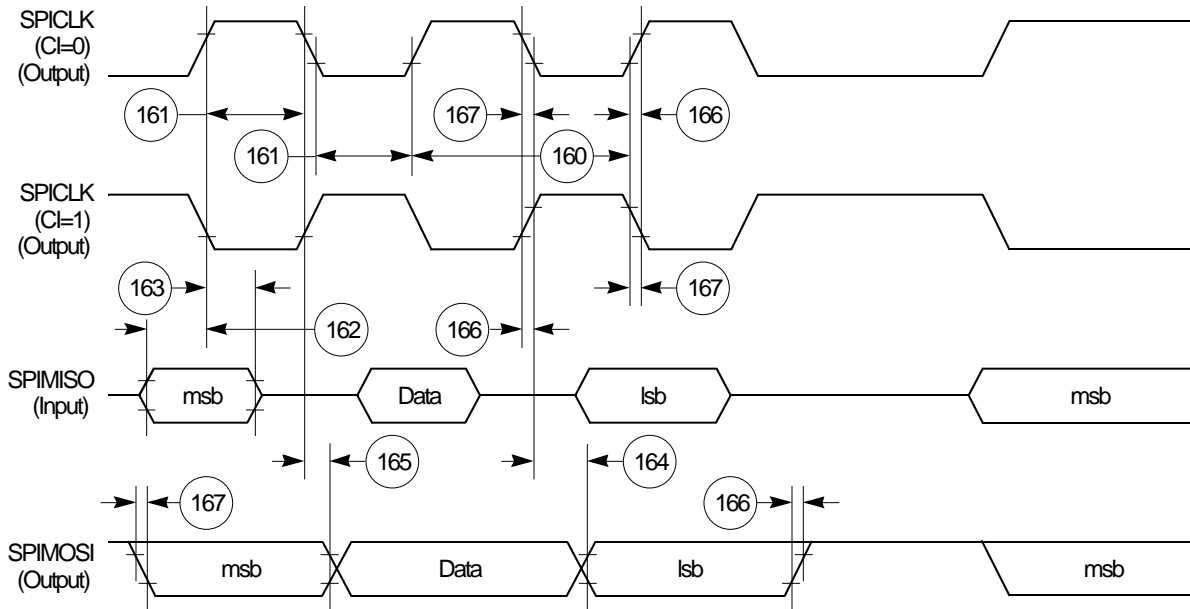 SPICLK
(CI=0)
(Output)
161
167
166
161
160
SPICLK
(CI=1)
(Output)
163
167
162
166
SPIMISO
(Input)
msb
Data
lsb
msb
165
164
167
166
SPIMOSI
(Output)
msb
Data
lsb
msb